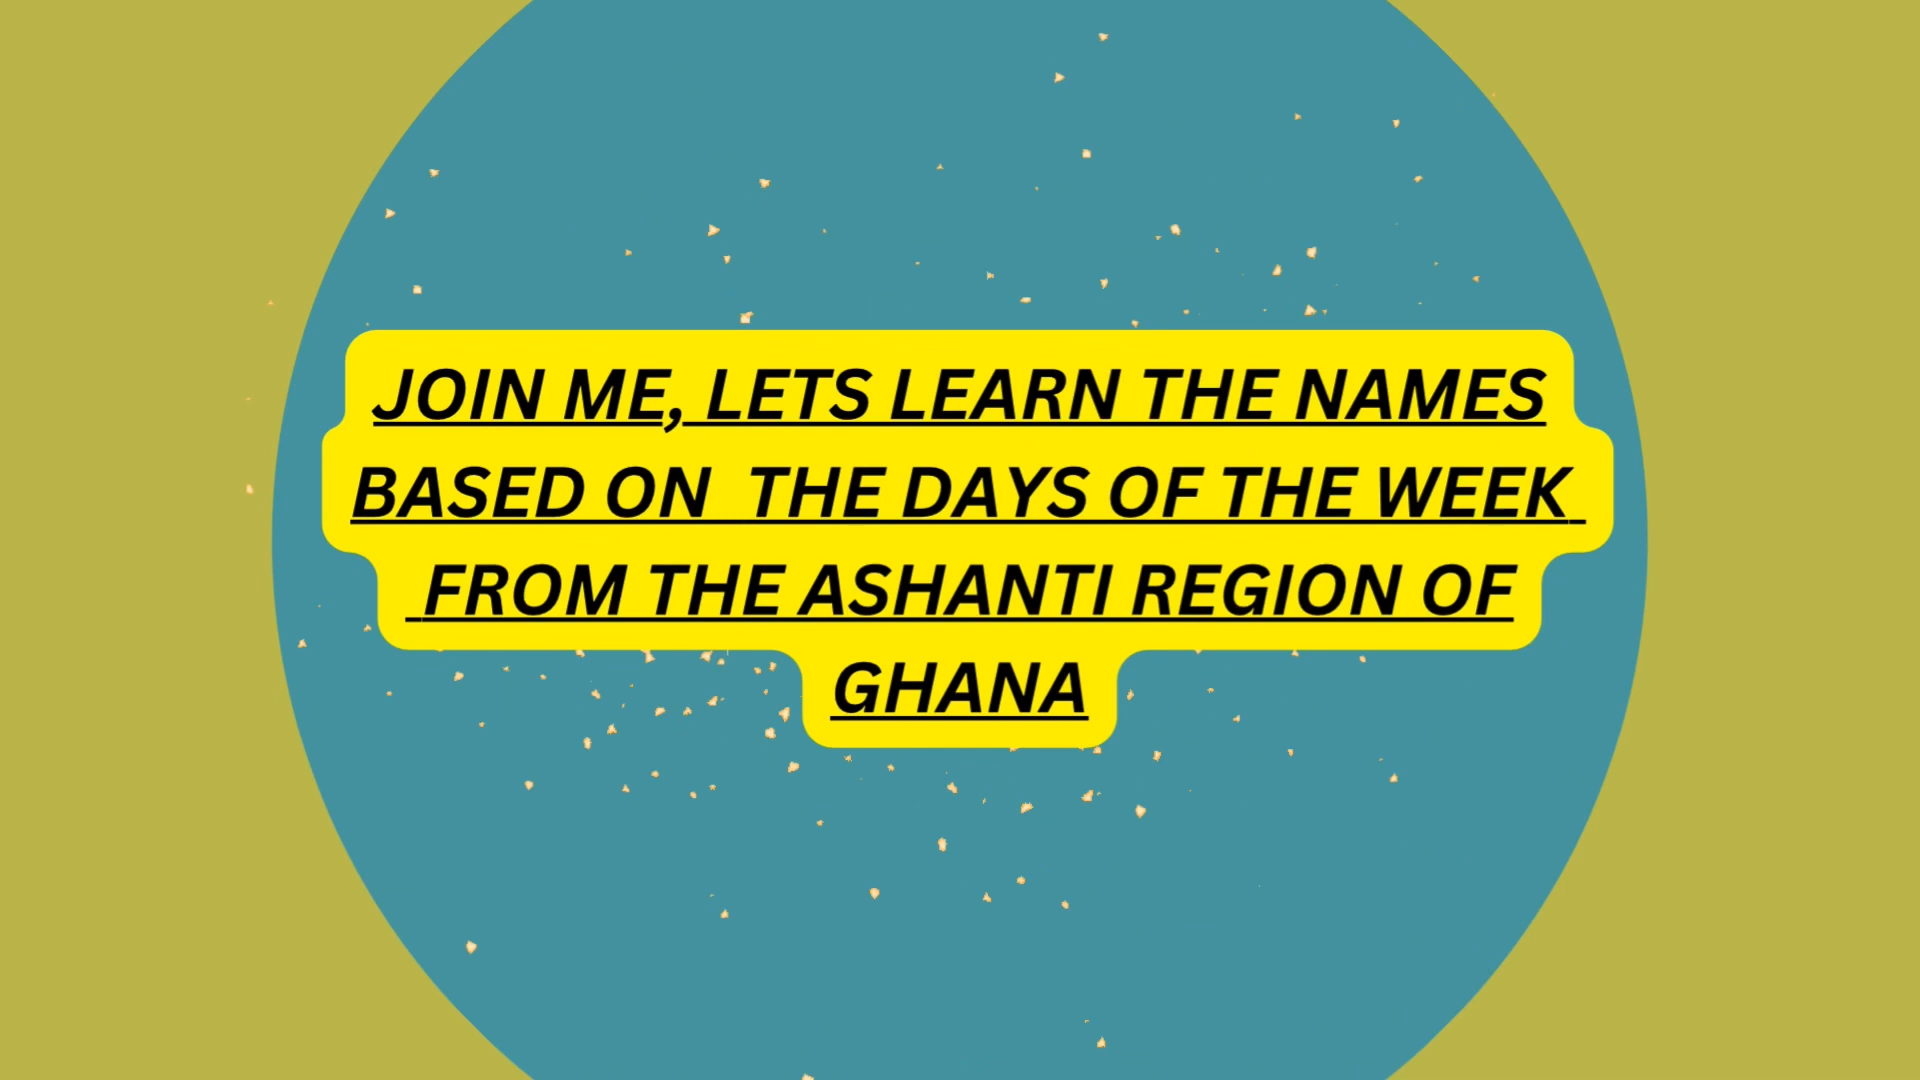 JOIN ME, LETS LEARN THE NAMES
BASED ON THE DAYS OF THE WEEK
FROM THE ASHANTI REGION OF
GHANA